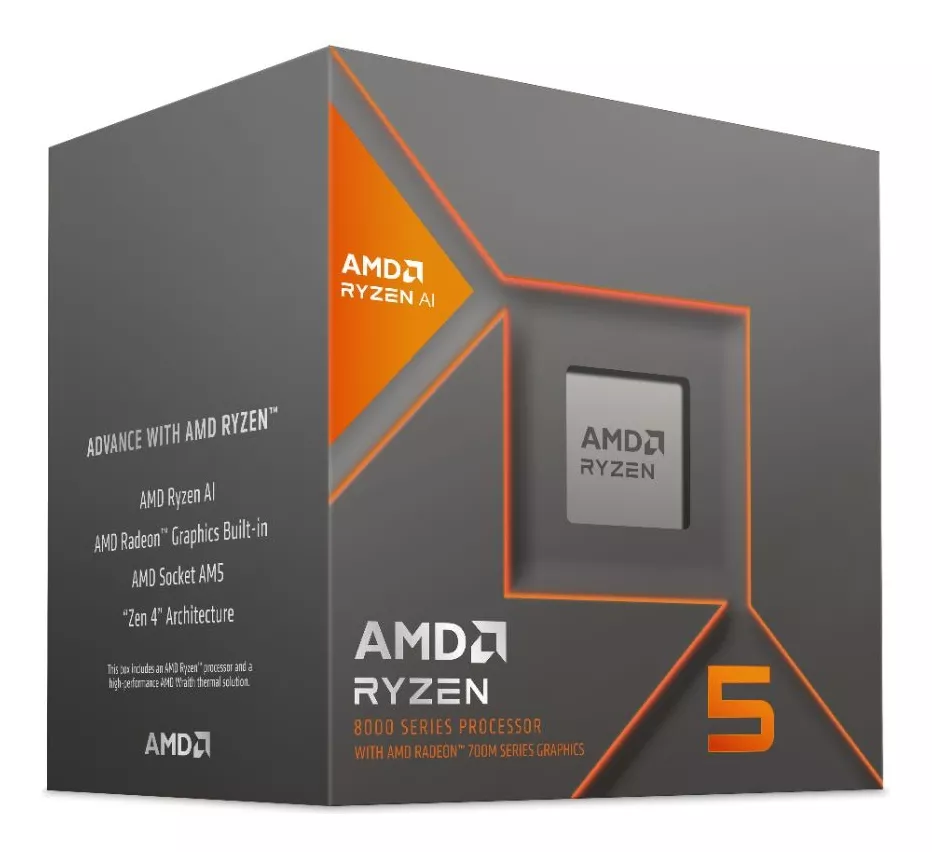 ADVANCE WITH AMD RYZEN™
AMD Ryzen AI
AMD Radeon™ Graphics Built-in
AMD Socket AM5
“Zen 4” Architecture
This box includes an AMD Ryzen™ processor and a
high-performance AMD Wraith thermal solution.
AMD
AMD
RYZEN AI
AMD
RYZEN
AMD
RYZEN
8000 SERIES PROCESSOR
WITH AMD RADEON™ 700M SERIES GRAPHICS
5